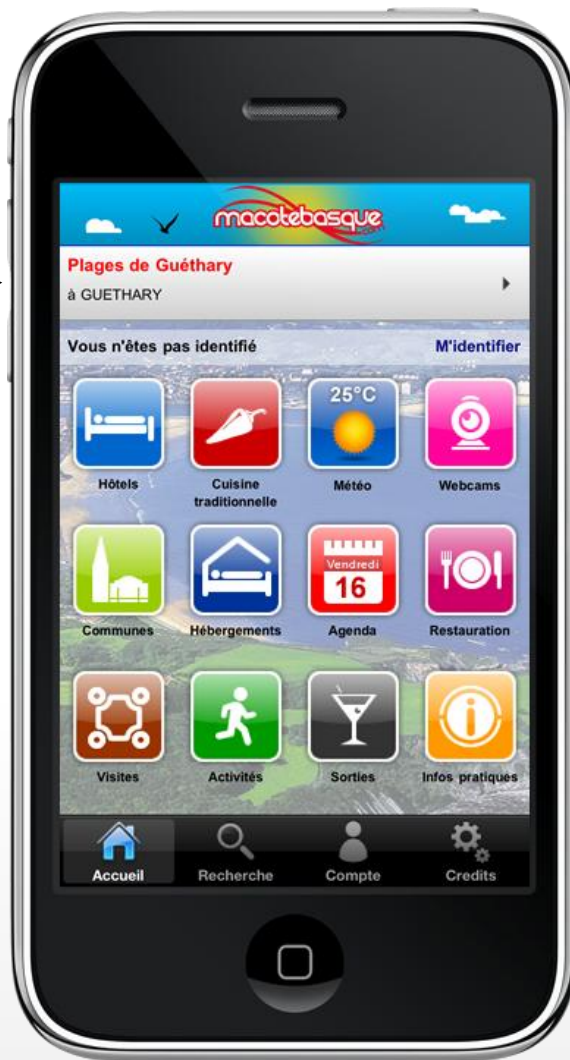 macotebasque
.com
Plages de Guéthary
à GUETHARY
Vous n'êtes pas identifié M'identifier
25°C
Hôtels Cuisine traditionnelle Météo Webcams
Vendredi
16
Communes Hébergements Agenda Restauration
Visites Activités Sorties Infos pratiques
Accueil Recherche Compte Credits